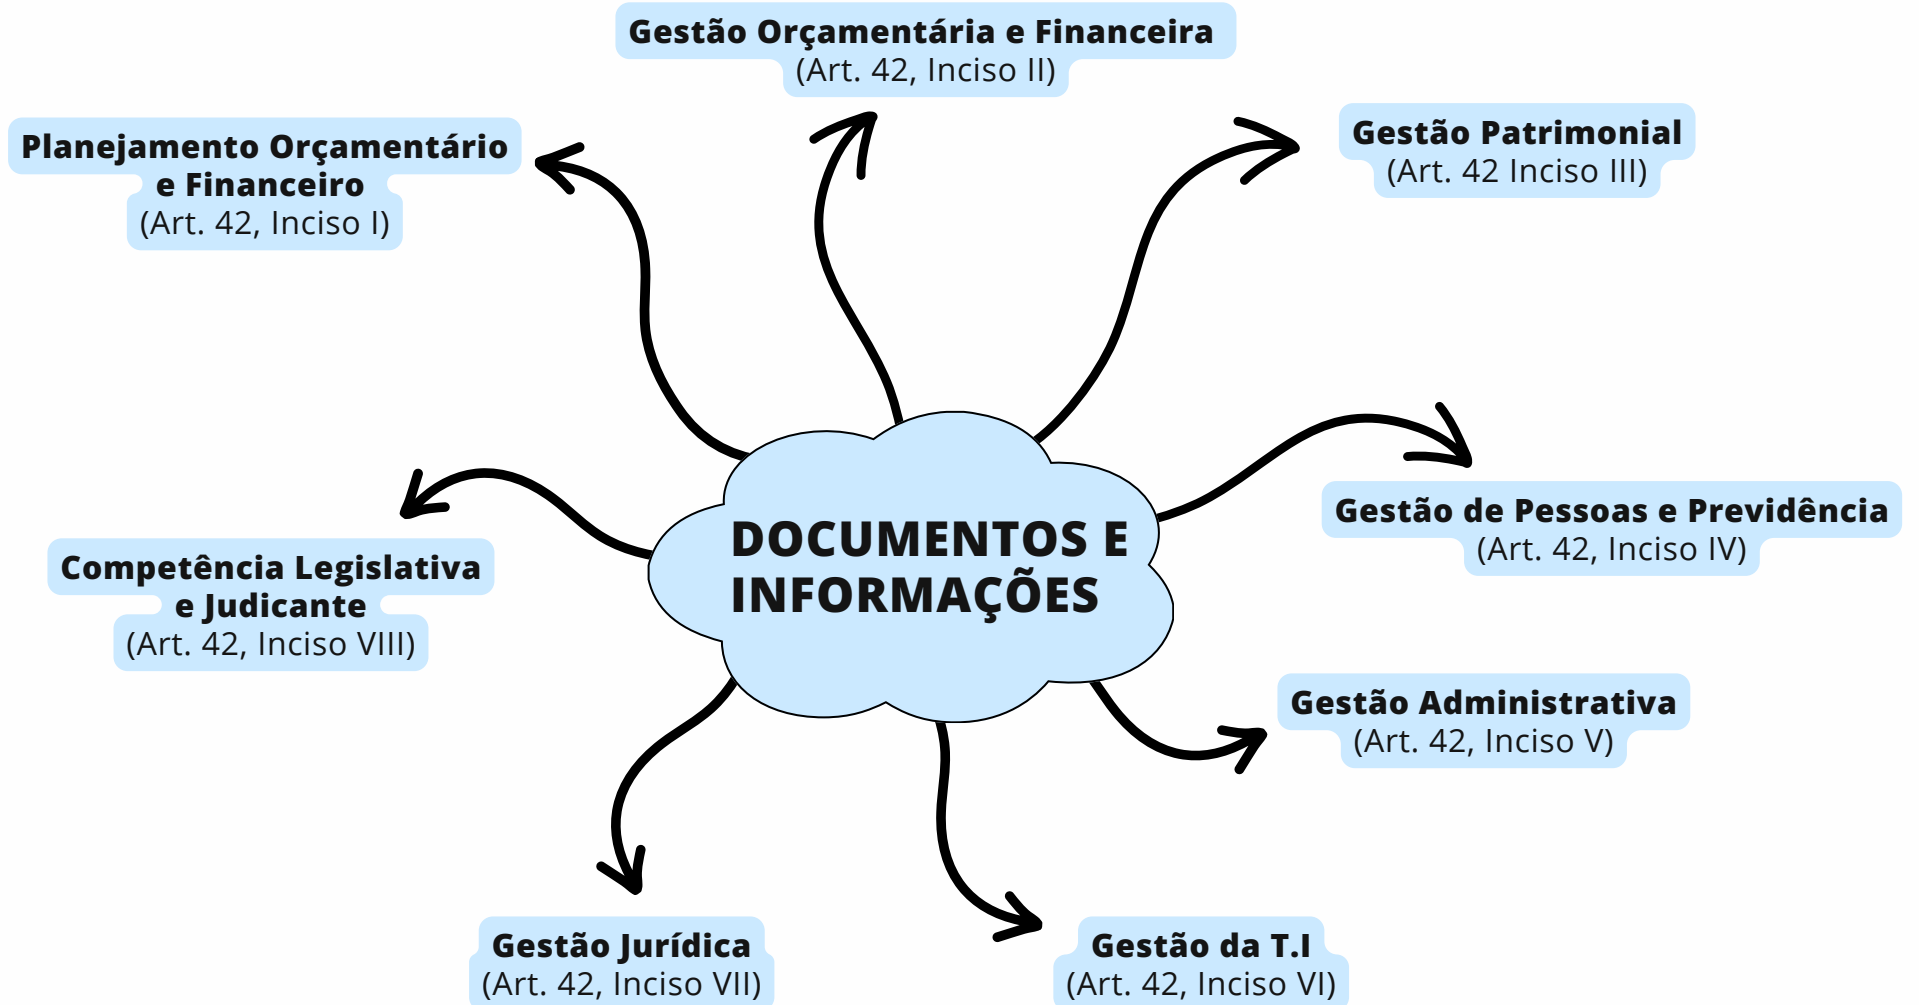 Gestão Orçamentária e Financeira
(Art. 42, Inciso II)
Planejamento Orçamentário
e Financeiro
(Art. 42, Inciso I)
Gestão Patrimonial
(Art. 42 Inciso III)
Gestão de Pessoas e Previdência
(Art. 42, Inciso IV)
DOCUMENTOS E
INFORMAÇÕES
Competência Legislativa
e Judicante
(Art. 42, Inciso VIII)
Gestão Administrativa
(Art. 42, Inciso V)
Gestão Jurídica
(Art. 42, Inciso VII)
Gestão da T.I
(Art. 42, Inciso VI)